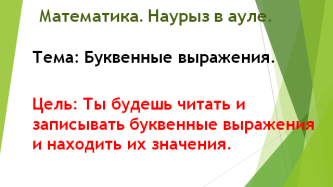 Математика. Наурыз в ауле.
Тема: Буквенные выражения.
Цель: Ты будешь читать и
записывать буквенные выражения
и находить их значения.